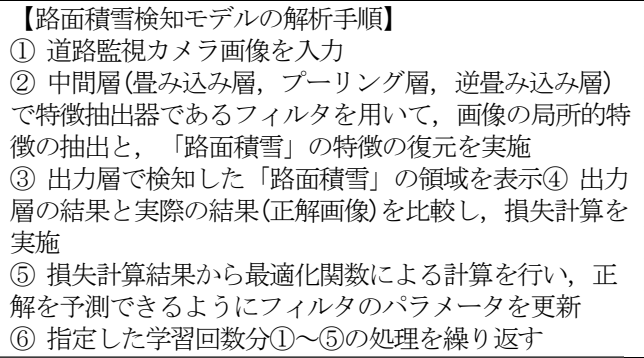 【路面積雪検知モデルの解析手順】
① 道路監視カメラ画像を入力
② 中間層(畳み込み層，プーリング層，逆畳み込み層)
で特徴抽出器であるフィルタを用いて，画像の局所的特
徴の抽出と，「路面積雪」の特徴の復元を実施
③ 出力層で検知した「路面積雪」の領域を表示④ 出力
層の結果と実際の結果(正解画像)を比較し，損失計算を
実施
⑤ 損失計算結果から最適化関数による計算を行い，正
解を予測できるようにフィルタのパラメータを更新
⑥ 指定した学習回数分①～⑤の処理を繰り返す